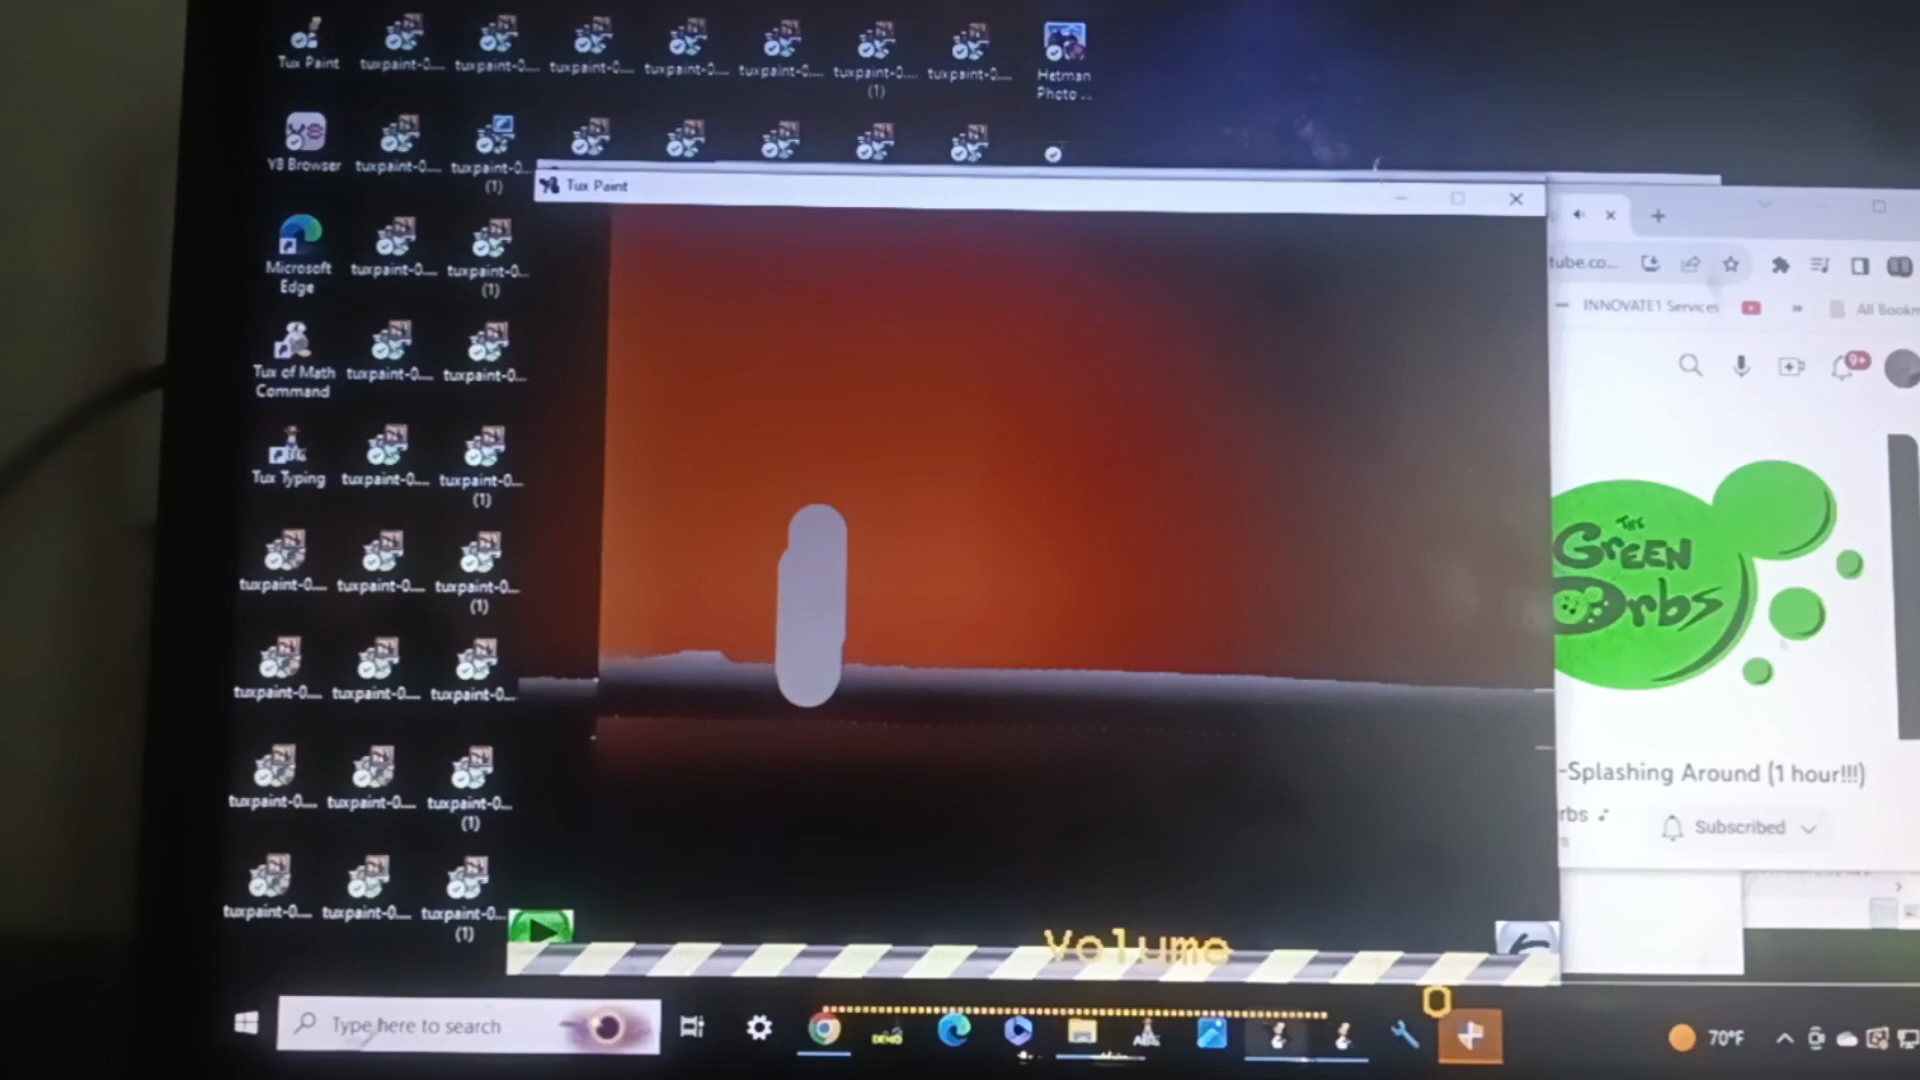 Tux Paint
tuxpaint-0....
tuxpaint-0....
tuxpaint-0....
tuxpaint-0....
tuxpaint-0....
tuxpaint-0....
(1)
tuxpaint-0....
Hetman
Photo ...
Y8 Browser
tuxpaint-0....
tuxpaint-0...
(1)
Tux Paint
Microsoft
Edge
tuxpaint-0....
tuxpaint-0...
(1)
tube.co...
INNOVATE1 Services
»
All Bookm
Tux of Math
Command
tuxpaint-0....
tuxpaint-0...
9+
Tux Typing
tuxpaint-0....
tuxpaint-0...
(1)
THE
GREEN
Orbs
tuxpaint-0....
tuxpaint-0....
tuxpaint-0...
(1)
tuxpaint-0....
tuxpaint-0....
tuxpaint-0...
-Splashing Around (1 hour!!!)
rbs
Subscribed
tuxpaint-0....
tuxpaint-0....
tuxpaint-0...
(1)
tuxpaint-0....
tuxpaint-0....
tuxpaint-0...
(1)
Volume
0
Type here to search
70°F